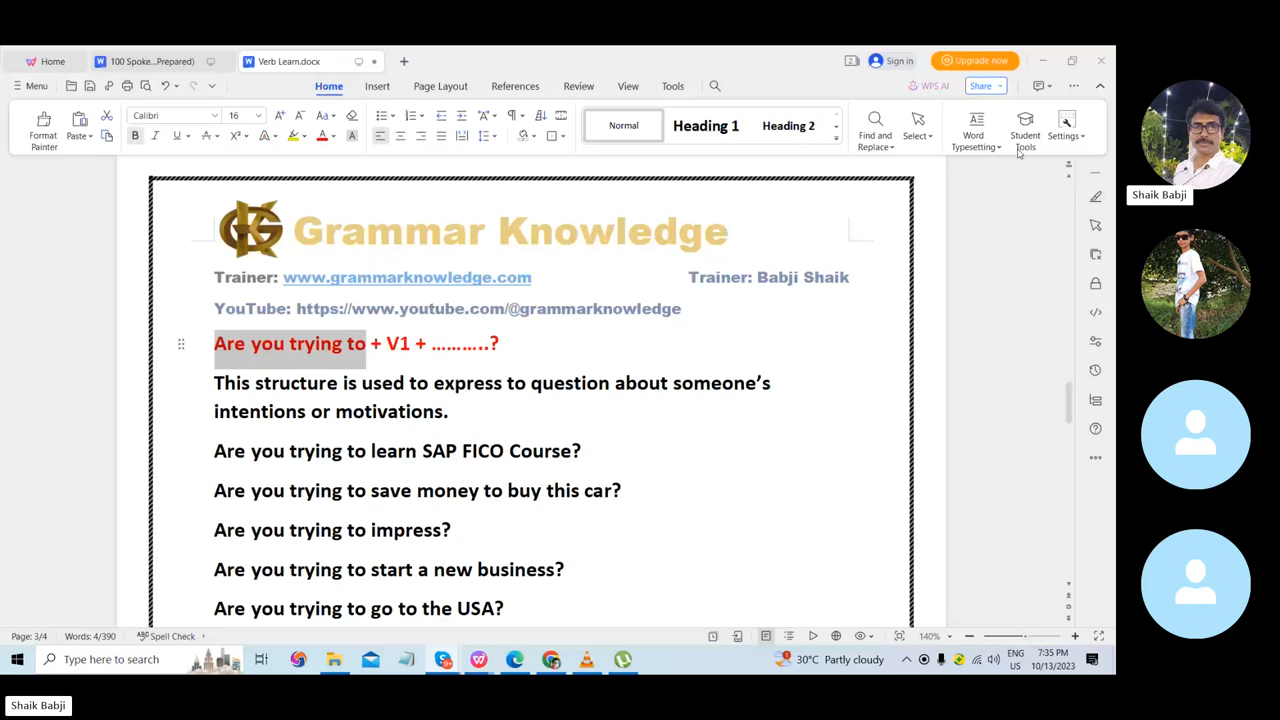 Home
100 Spoke...Prepared)
Verb Learn.docx
Sign in
Upgrade now
Menu
Home
Insert
Page Layout
References
Review
View
Tools
WPS AI
Share
Format Painter
Paste
Calibri
16
Normal
Heading 1
Heading 2
Find and Replace
Select
Word Typesetting
Student Tools
Settings
Grammar Knowledge
Trainer: www.grammarknowledge.com Trainer: Babji Shaik
YouTube: https://www.youtube.com/@grammarknowledge
Are you trying to + V1 + ………..?
This structure is used to express to question about someone’s
intentions or motivations.
Are you trying to learn SAP FICO Course?
Are you trying to save money to buy this car?
Are you trying to impress?
Are you trying to start a new business?
Are you trying to go to the USA?
Page: 3/4 Words: 4/390 Spell Check
140%
Type here to search
30°C Partly cloudy
ENG
US
7:35 PM
10/13/2023
Shaik Babji
Shaik Babji